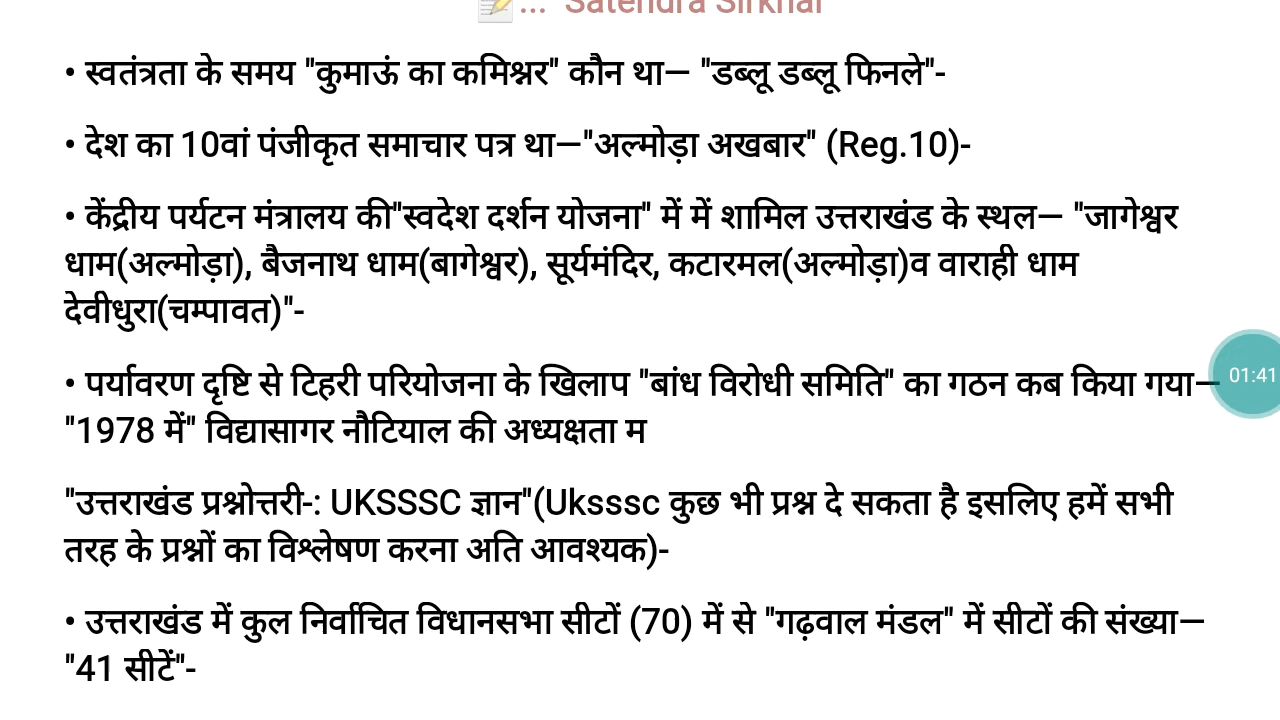 📝... Satendra Sirkhal
• स्वतंत्रता के समय "कुमाऊं का कमिश्नर" कौन था— "डब्लू डब्लू फिनले"-
• देश का 10वां पंजीकृत समाचार पत्र था—"अल्मोड़ा अखबार" (Reg.10)-
• केंद्रीय पर्यटन मंत्रालय की"स्वदेश दर्शन योजना" में में शामिल उत्तराखंड के स्थल— "जागेश्वर
धाम(अल्मोड़ा), बैजनाथ धाम(बागेश्वर), सूर्यमंदिर, कटारमल(अल्मोड़ा)व वाराही धाम
देवीधुरा(चम्पावत)"-
• पर्यावरण दृष्टि से टिहरी परियोजना के खिलाप "बांध विरोधी समिति" का गठन कब किया गया—
01:41
"1978 में" विद्यासागर नौटियाल की अध्यक्षता म
"उत्तराखंड प्रश्नोत्तरी-: UKSSSC ज्ञान"(Uksssc कुछ भी प्रश्न दे सकता है इसलिए हमें सभी
तरह के प्रश्नों का विश्लेषण करना अति आवश्यक)-
• उत्तराखंड में कुल निर्वाचित विधानसभा सीटों (70) में से "गढ़वाल मंडल" में सीटों की संख्या—
"41 सीटें"-